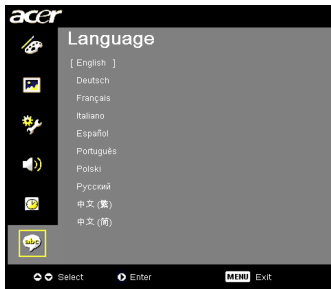 acer
Language
[ English ]
Deutsch
Français
Italiano
Español
Português
Polski
Русский
中文 (繁)
中文 (简)
abc
Select Enter MENU Exit